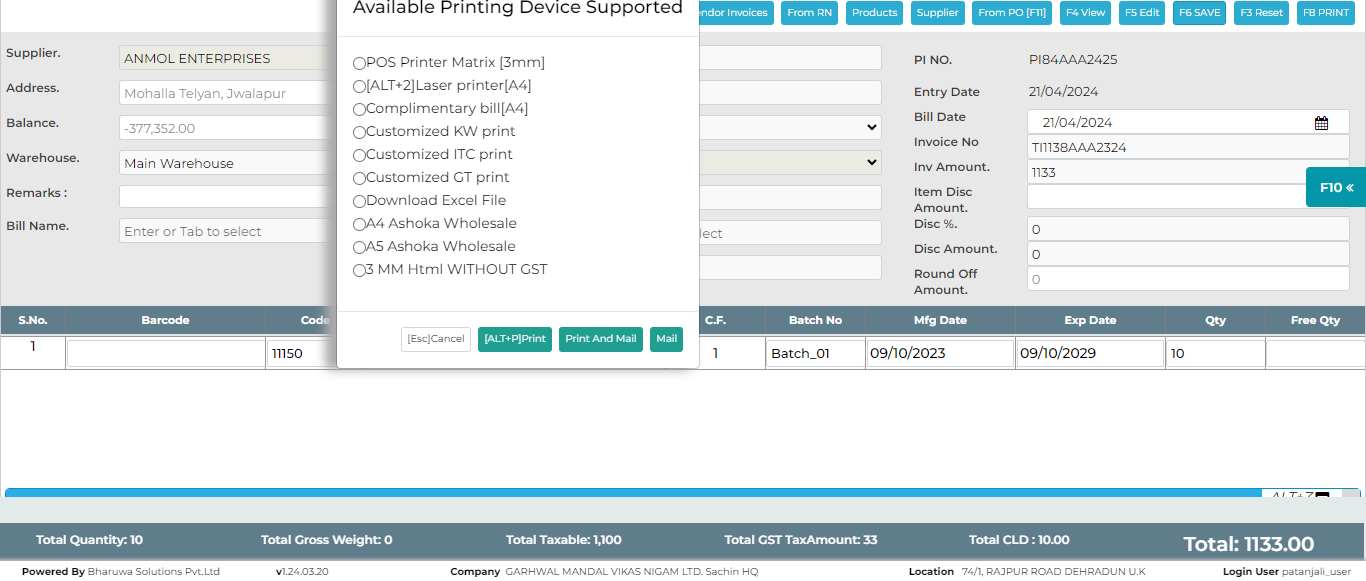 Available Printing Device Supported
From RN
Products
Supplier
From PO [F11]
F4 View
F5 Edit
F6 SAVE
F3 Reset
F8 PRINT
Supplier. ANMOL ENTERPRISES
Address. Mohalla Telyan, Jwalapur
Balance. -377,352.00
Warehouse. Main Warehouse
Remarks :
Bill Name. Enter or Tab to select
POS Printer Matrix [3mm]
[ALT+2]Laser printer[A4]
Complimentary bill[A4]
Customized KW print
Customized ITC print
Customized GT print
Download Excel File
A4 Ashoka Wholesale
A5 Ashoka Wholesale
3 MM Html WITHOUT GST
[Esc]Cancel
[ALT+P]Print
Print And Mail
Mail
PI NO. PI84AAA2425
Entry Date 21/04/2024
Bill Date 21/04/2024
Invoice No TI1138AAA2324
Inv Amount. 1133
Item Disc
Amount.
Disc %. 0
Disc Amount. 0
Round Off
Amount. 0
F10 «
S.No. Barcode C.F. Batch No Mfg Date Exp Date Qty Free Qty
1 11150 1 Batch_01 09/10/2023 09/10/2029 10
Total Quantity: 10 Total Gross Weight: 0 Total Taxable: 1,100 Total GST TaxAmount: 33 Total CLD : 10.00 Total: 1133.00
Powered By Bharuwa Solutions Pvt.Ltd v1.24.03.20 Company GARHWAL MANDAL VIKAS NIGAM LTD. Sachin HQ Location 74/1, RAJPUR ROAD DEHRADUN U.K Login User patanjali_user